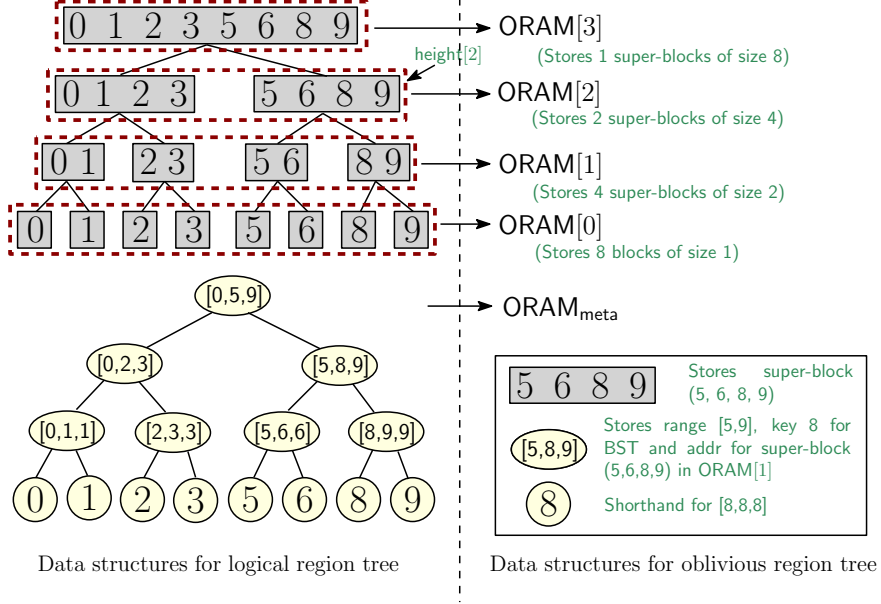 0 1 2 3 5 6 8 9
ORAM[3]
(Stores 1 super-blocks of size 8)
height[2]
0 1 2 3
5 6 8 9
ORAM[2]
(Stores 2 super-blocks of size 4)
0 1
2 3
5 6
8 9
ORAM[1]
(Stores 4 super-blocks of size 2)
0
1
2
3
5
6
8
9
ORAM[0]
(Stores 8 blocks of size 1)
[0,5,9]
ORAMmeta
[0,2,3]
[5,8,9]
[0,1,1]
[2,3,3]
[5,6,6]
[8,9,9]
0
1
2
3
5
6
8
9
5 6 8 9
Stores super-block
(5, 6, 8, 9)
[5,8,9]
Stores range [5,9], key 8 for
BST and addr for super-block
(5,6,8,9) in ORAM[1]
8
Shorthand for [8,8,8]
Data structures for logical region tree
Data structures for oblivious region tree